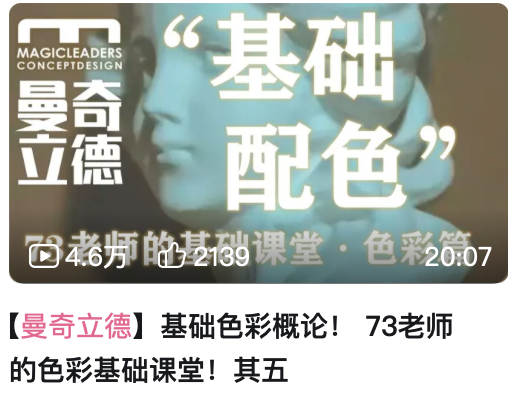 MAGICLEADERS
CONCEPTDESIGN
曼奇
立德
“基础
配色”
73老师的基础课堂·色彩篇
4.6万 2139 20:07
【曼奇立德】基础色彩概论！ 73老师
的色彩基础课堂！其五